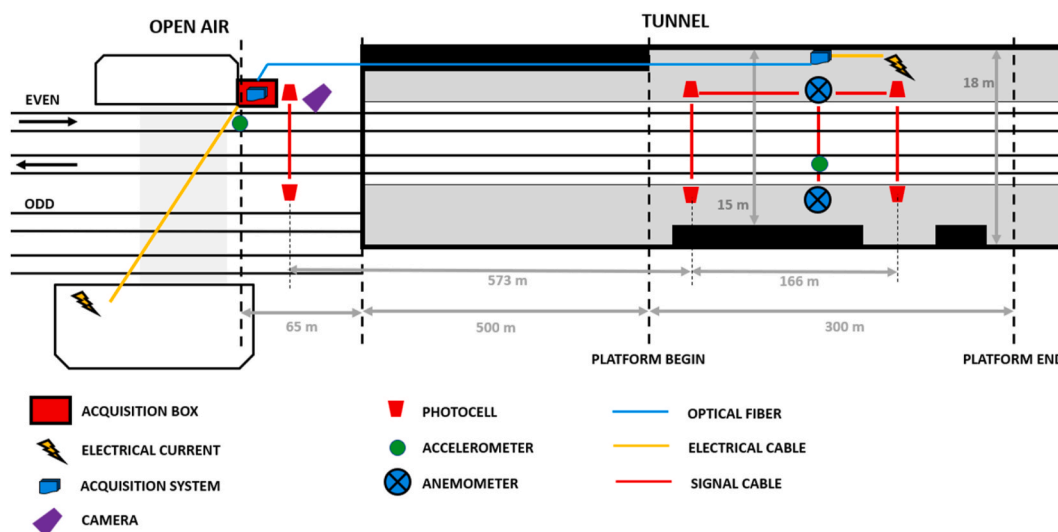 OPEN AIR
TUNNEL
EVEN
18 m
ODD
15 m
573 m
166 m
65 m
500 m
300 m
PLATFORM BEGIN
PLATFORM END
ACQUISITION BOX
PHOTOCELL
OPTICAL FIBER
ELECTRICAL CURRENT
ACCELEROMETER
ELECTRICAL CABLE
ACQUISITION SYSTEM
ANEMOMETER
SIGNAL CABLE
CAMERA